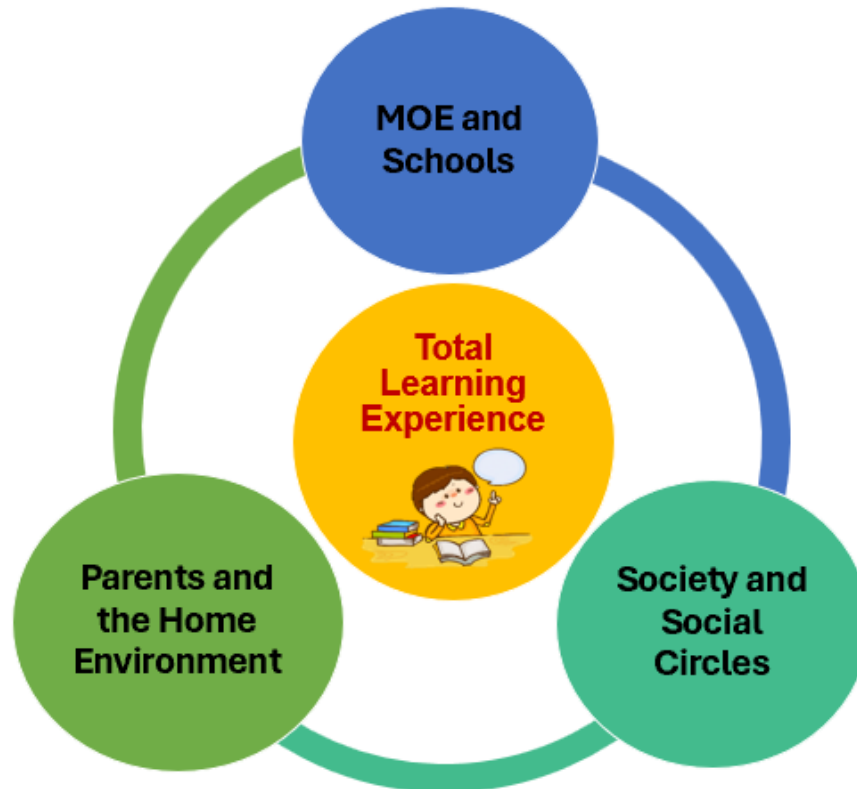 MOE and
Schools
Total
Learning
Experience
Parents and
the Home
Environment
Society and
Social
Circles